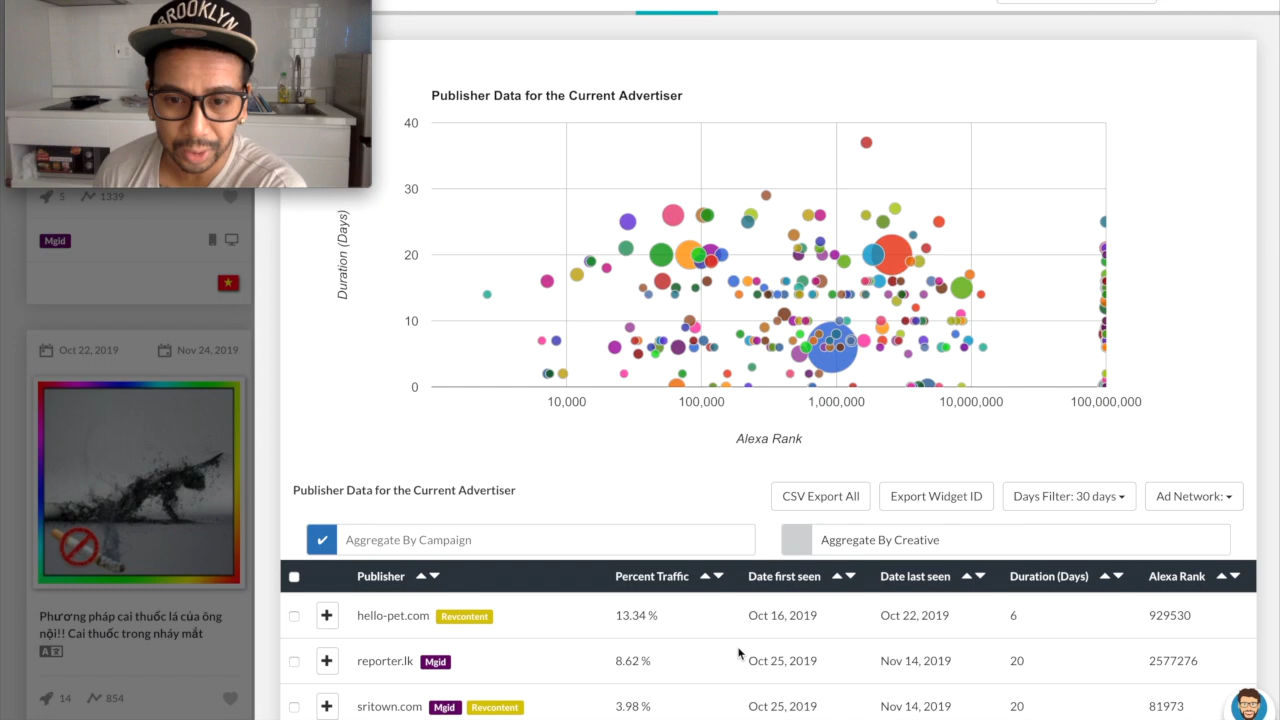 BROOKLYN
5 1339
Mgid
Oct 22, 2019 Nov 24, 2019
Phương pháp cai thuốc lá của ông
nội!! Cai thuốc trong nháy mắt
14 854
Publisher Data for the Current Advertiser
40
30
20
10
0
Duration (Days)
10,000 100,000 1,000,000 10,000,000 100,000,000
Alexa Rank
Publisher Data for the Current Advertiser
CSV Export All Export Widget ID Days Filter: 30 days Ad Network:
Aggregate By Campaign Aggregate By Creative
Publisher Percent Traffic Date first seen Date last seen Duration (Days) Alexa Rank
hello-pet.com Revcontent 13.34 % Oct 16, 2019 Oct 22, 2019 6 929530
reporter.lk Mgid 8.62 % Oct 25, 2019 Nov 14, 2019 20 2577276
sritown.com Mgid Revcontent 3.98 % Oct 25, 2019 Nov 14, 2019 20 81973